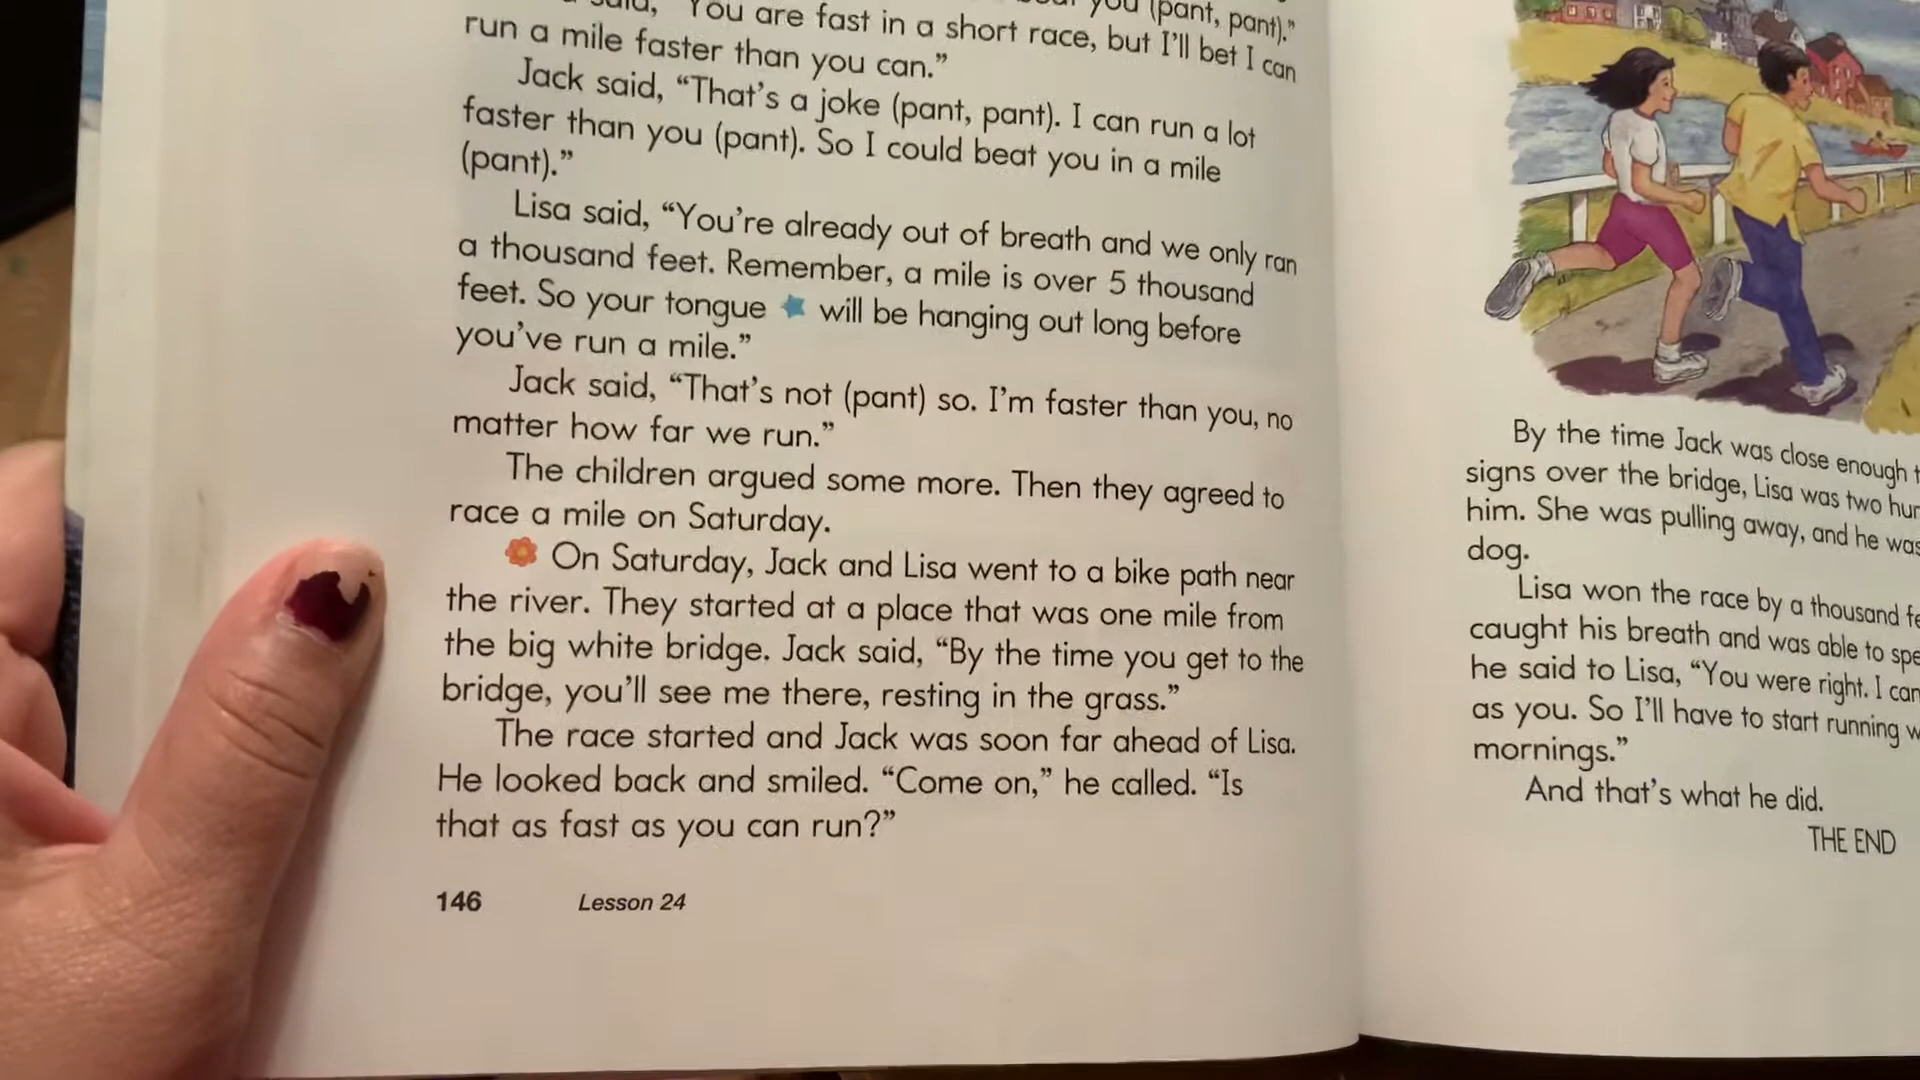 said, "You are fast in a short race, but I'll bet I can
you (pant, pant)."
run a mile faster than you can."
Jack said, "That's a joke (pant, pant). I can run a lot
faster than you (pant). So I could beat you in a mile
(pant)."
Lisa said, "You're already out of breath and we only ran
a thousand feet. Remember, a mile is over 5 thousand
feet. So your tongue will be hanging out long before
you've run a mile."
Jack said, "That's not (pant) so. I'm faster than you, no
matter how far we run."
The children argued some more. Then they agreed to
race a mile on Saturday.
On Saturday, Jack and Lisa went to a bike path near
the river. They started at a place that was one mile from
the big white bridge. Jack said, "By the time you get to the
bridge, you'll see me there, resting in the grass."
The race started and Jack was soon far ahead of Lisa.
He looked back and smiled. "Come on," he called. "Is
that as fast as you can run?"
146 Lesson 24
By the time Jack was close enough
signs over the bridge, Lisa was two
him. She was pulling away, and he was
dog.
Lisa won the race by a thousand
caught his breath and was able to
he said to Lisa, "You were right. I
as you. So I'll have to start running
mornings."
And that's what he did.
THE END